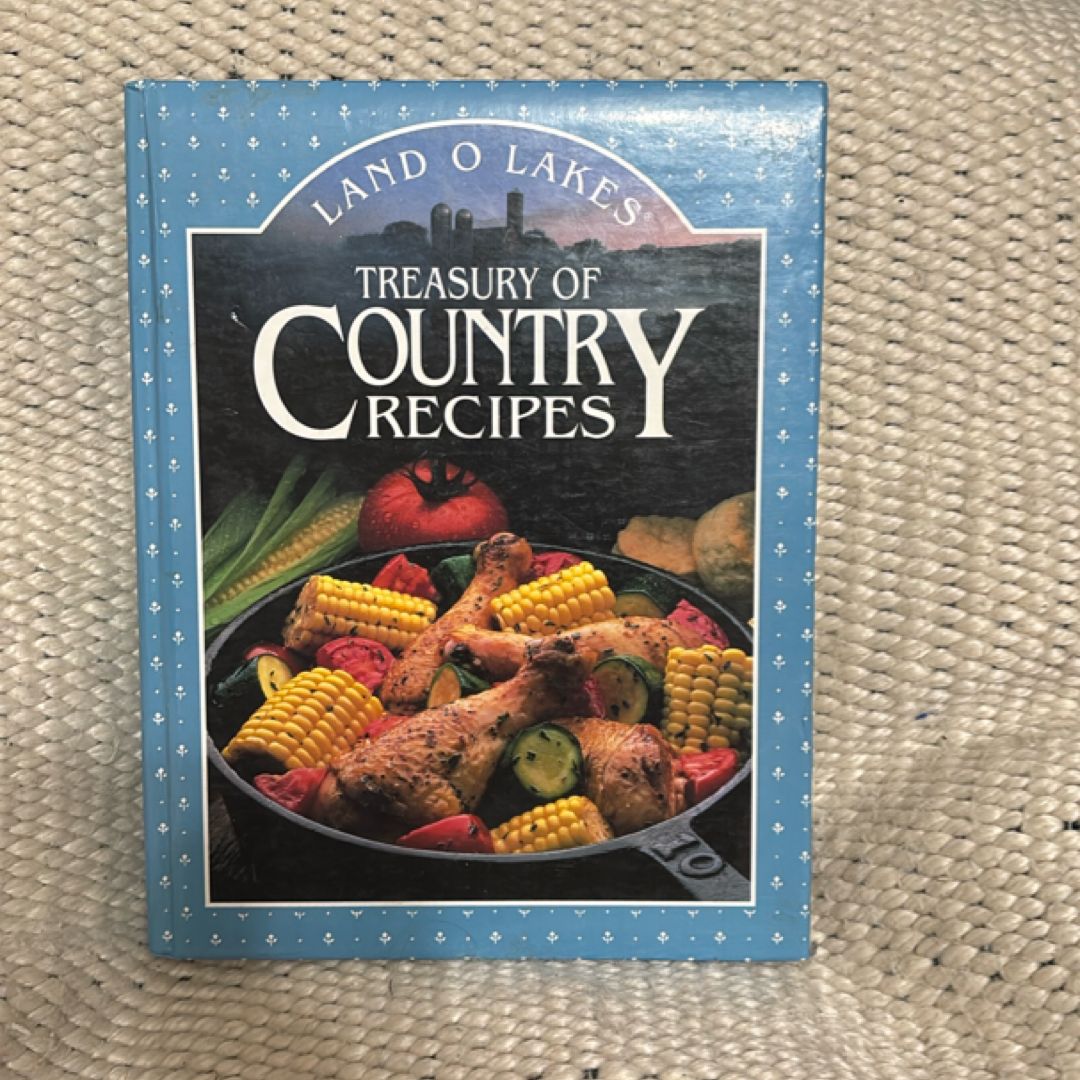 LAND O LAKES®
TREASURY OF
COUNTRY
RECIPES
10